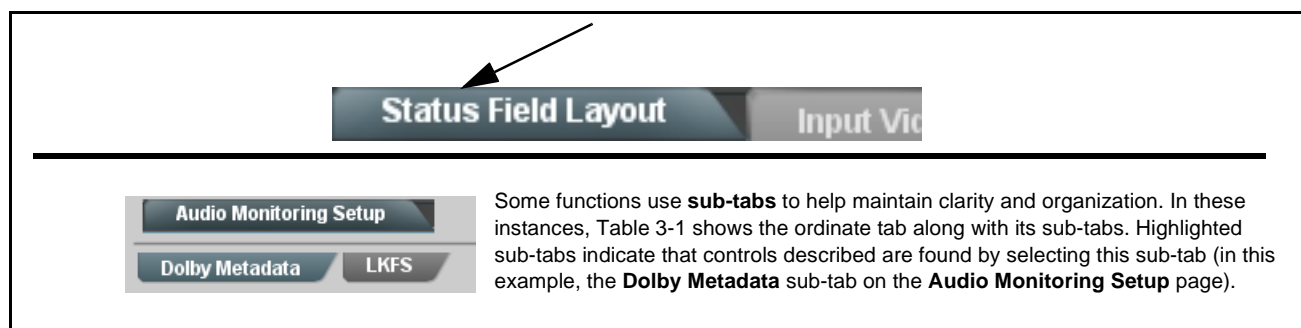 Status Field Layout
Input Vic
Audio Monitoring Setup
Dolby Metadata
LKFS
Some functions use sub-tabs to help maintain clarity and organization. In these
instances, Table 3-1 shows the ordinate tab along with its sub-tabs. Highlighted
sub-tabs indicate that controls described are found by selecting this sub-tab (in this
example, the Dolby Metadata sub-tab on the Audio Monitoring Setup page).